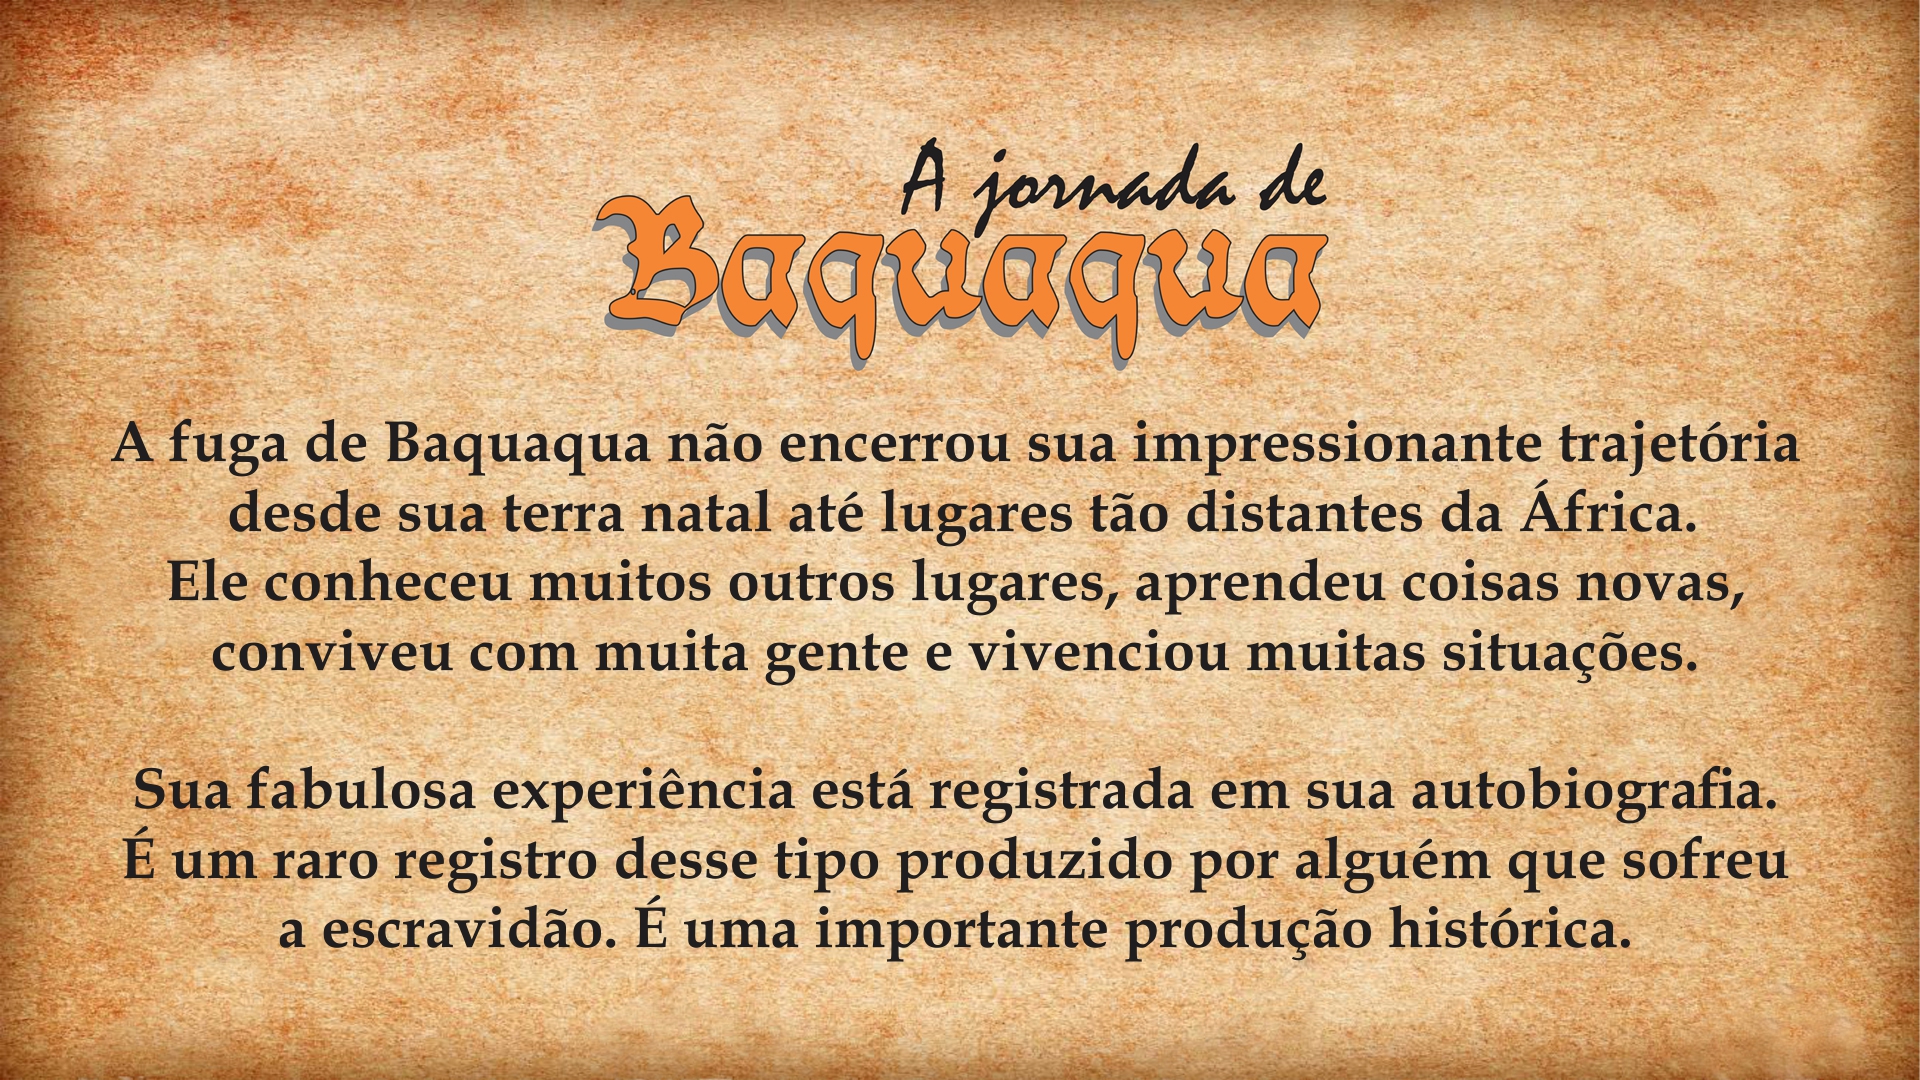 A jornada de
Baquaqua
A fuga de Baquaqua não encerrou sua impressionante trajetória
desde sua terra natal até lugares tão distantes da África.
Ele conheceu muitos outros lugares, aprendeu coisas novas,
conviveu com muita gente e vivenciou muitas situações.
Sua fabulosa experiência está registrada em sua autobiografia.
É um raro registro desse tipo produzido por alguém que sofreu
a escravidão. É uma importante produção histórica.